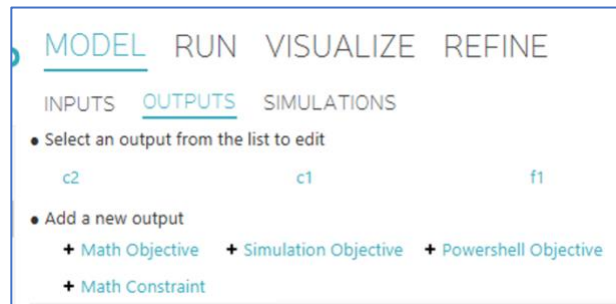 MODEL RUN VISUALIZE REFINE
INPUTS OUTPUTS SIMULATIONS
• Select an output from the list to edit
c2 c1 f1
• Add a new output
+ Math Objective + Simulation Objective + Powershell Objective
+ Math Constraint